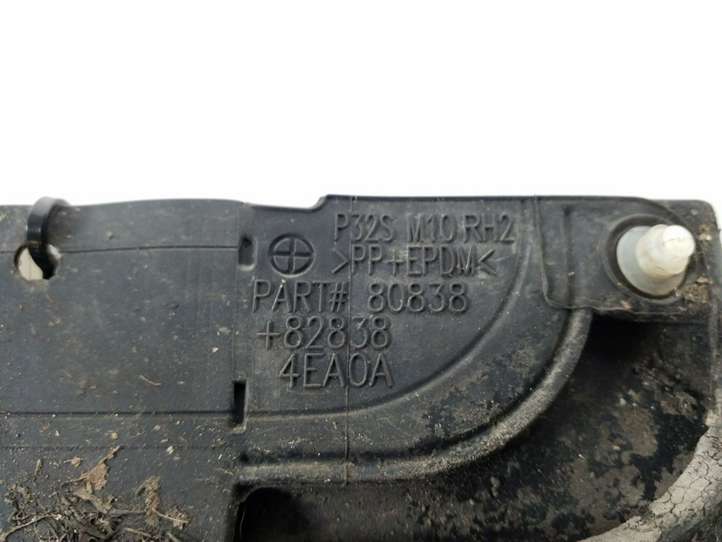 P32S M10 RH2
>PP+EPDM<
PART# 80838
+82838
4EA0A